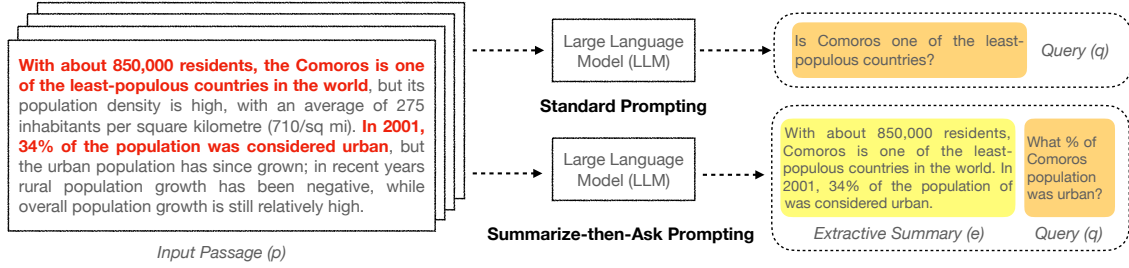 With about 850,000 residents, the Comoros is one
of the least-populous countries in the world, but its
population density is high, with an average of 275
inhabitants per square kilometre (710/sq mi). In 2001,
34% of the population was considered urban, but
the urban population has since grown; in recent years
rural population growth has been negative, while
overall population growth is still relatively high.
Input Passage (p)
Large Language
Model (LLM)
Standard Prompting
Is Comoros one of the least-
populous countries?
Query (q)
Large Language
Model (LLM)
Summarize-then-Ask Prompting
With about 850,000 residents,
Comoros is one of the least-
populous countries in the world. In
2001, 34% of the population of
was considered urban.
Extractive Summary (e)
What % of
Comoros
population
was urban?
Query (q)